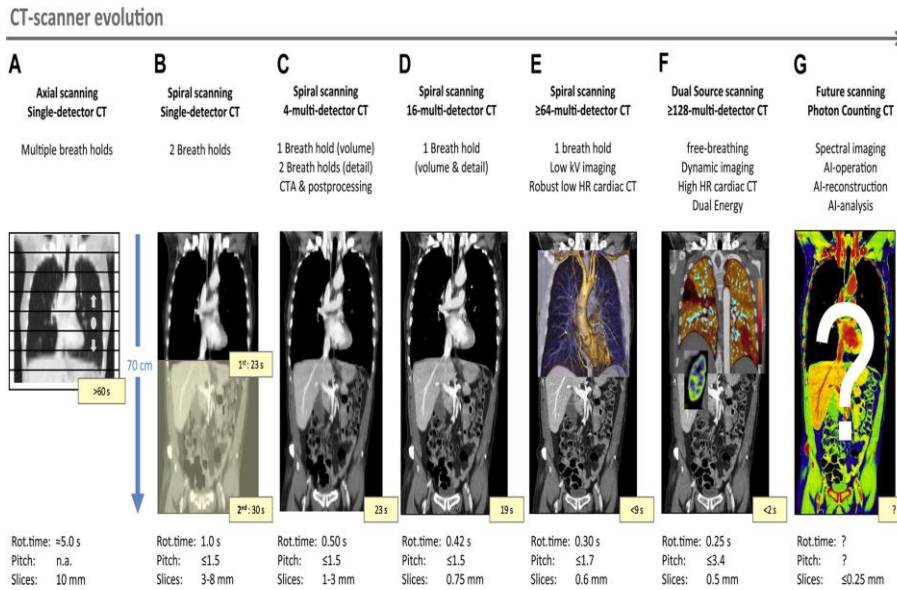 CT-scanner evolution
A
Axial scanning
Single-detector CT
Multiple breath holds
>60 s
Rot.time: ≈5.0 s
Pitch: n.a.
Slices: 10 mm
B
Spiral scanning
Single-detector CT
2 Breath holds
70 cm
1st: 23 s
2nd: 30 s
Rot.time: 1.0 s
Pitch: ≤1.5
Slices: 3-8 mm
C
Spiral scanning
4-multi-detector CT
1 Breath hold (volume)
2 Breath holds (detail)
CTA & postprocessing
23 s
Rot.time: 0.50 s
Pitch: ≤1.5
Slices: 1-3 mm
D
Spiral scanning
16-multi-detector CT
1 Breath hold
(volume & detail)
19 s
Rot.time: 0.42 s
Pitch: ≤1.5
Slices: 0.75 mm
E
Spiral scanning
≥64-multi-detector CT
1 breath hold
Low kV imaging
Robust low HR cardiac CT
<9 s
Rot.time: 0.30 s
Pitch: ≤1.7
Slices: 0.6 mm
F
Dual Source scanning
≥128-multi-detector CT
free-breathing
Dynamic imaging
High HR cardiac CT
Dual Energy
<2 s
Rot.time: 0.25 s
Pitch: ≤3.4
Slices: 0.5 mm
G
Future scanning
Photon Counting CT
Spectral imaging
AI-operation
AI-reconstruction
AI-analysis
?
?
Rot.time: ?
Pitch: ?
Slices: ≤0.25 mm